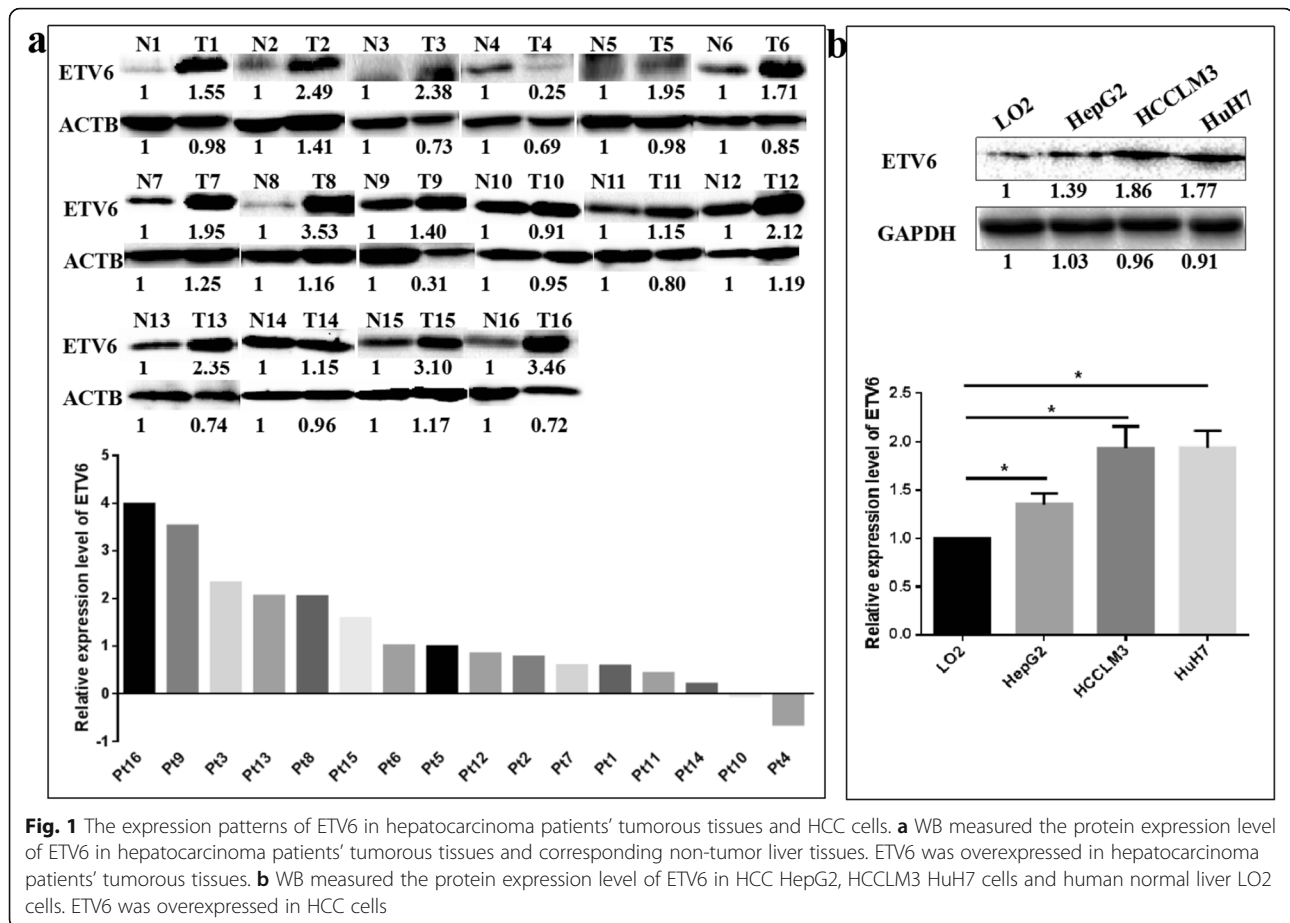 a
N1 T1 N2 T2 N3 T3 N4 T4 N5 T5 N6 T6
ETV6
1 1.55 1 2.49 1 2.38 1 0.25 1 1.95 1 1.71
ACTB
1 0.98 1 1.41 1 0.73 1 0.69 1 0.98 1 0.85
N7 T7 N8 T8 N9 T9 N10 T10 N11 T11 N12 T12
ETV6
1 1.95 1 3.53 1 1.40 1 0.91 1 1.15 1 2.12
ACTB
1 1.25 1 1.16 1 0.31 1 0.95 1 0.80 1 1.19
N13 T13 N14 T14 N15 T15 N16 T16
ETV6
1 2.35 1 1.15 1 3.10 1 3.46
ACTB
1 0.74 1 0.96 1 1.17 1 0.72
Relative expression level of ETV6
5
4
3
2
1
0
-1
Pt16 Pt9 Pt3 Pt13 Pt8 Pt15 Pt6 Pt5 Pt12 Pt2 Pt7 Pt1 Pt11 Pt14 Pt10 Pt4
b
LO2 HepG2 HCCLM3 HuH7
ETV6
1 1.39 1.86 1.77
GAPDH
1 1.03 0.96 0.91
Relative expression level of ETV6
2.5
2.0
1.5
1.0
0.5
0.0
*
*
*
LO2 HepG2 HCCLM3 HuH7
Fig. 1 The expression patterns of ETV6 in hepatocarcinoma patients' tumorous tissues and HCC cells. a WB measured the protein expression level
of ETV6 in hepatocarcinoma patients' tumorous tissues and corresponding non-tumor liver tissues. ETV6 was overexpressed in hepatocarcinoma
patients' tumorous tissues. b WB measured the protein expression level of ETV6 in HCC HepG2, HCCLM3 HuH7 cells and human normal liver LO2
cells. ETV6 was overexpressed in HCC cells